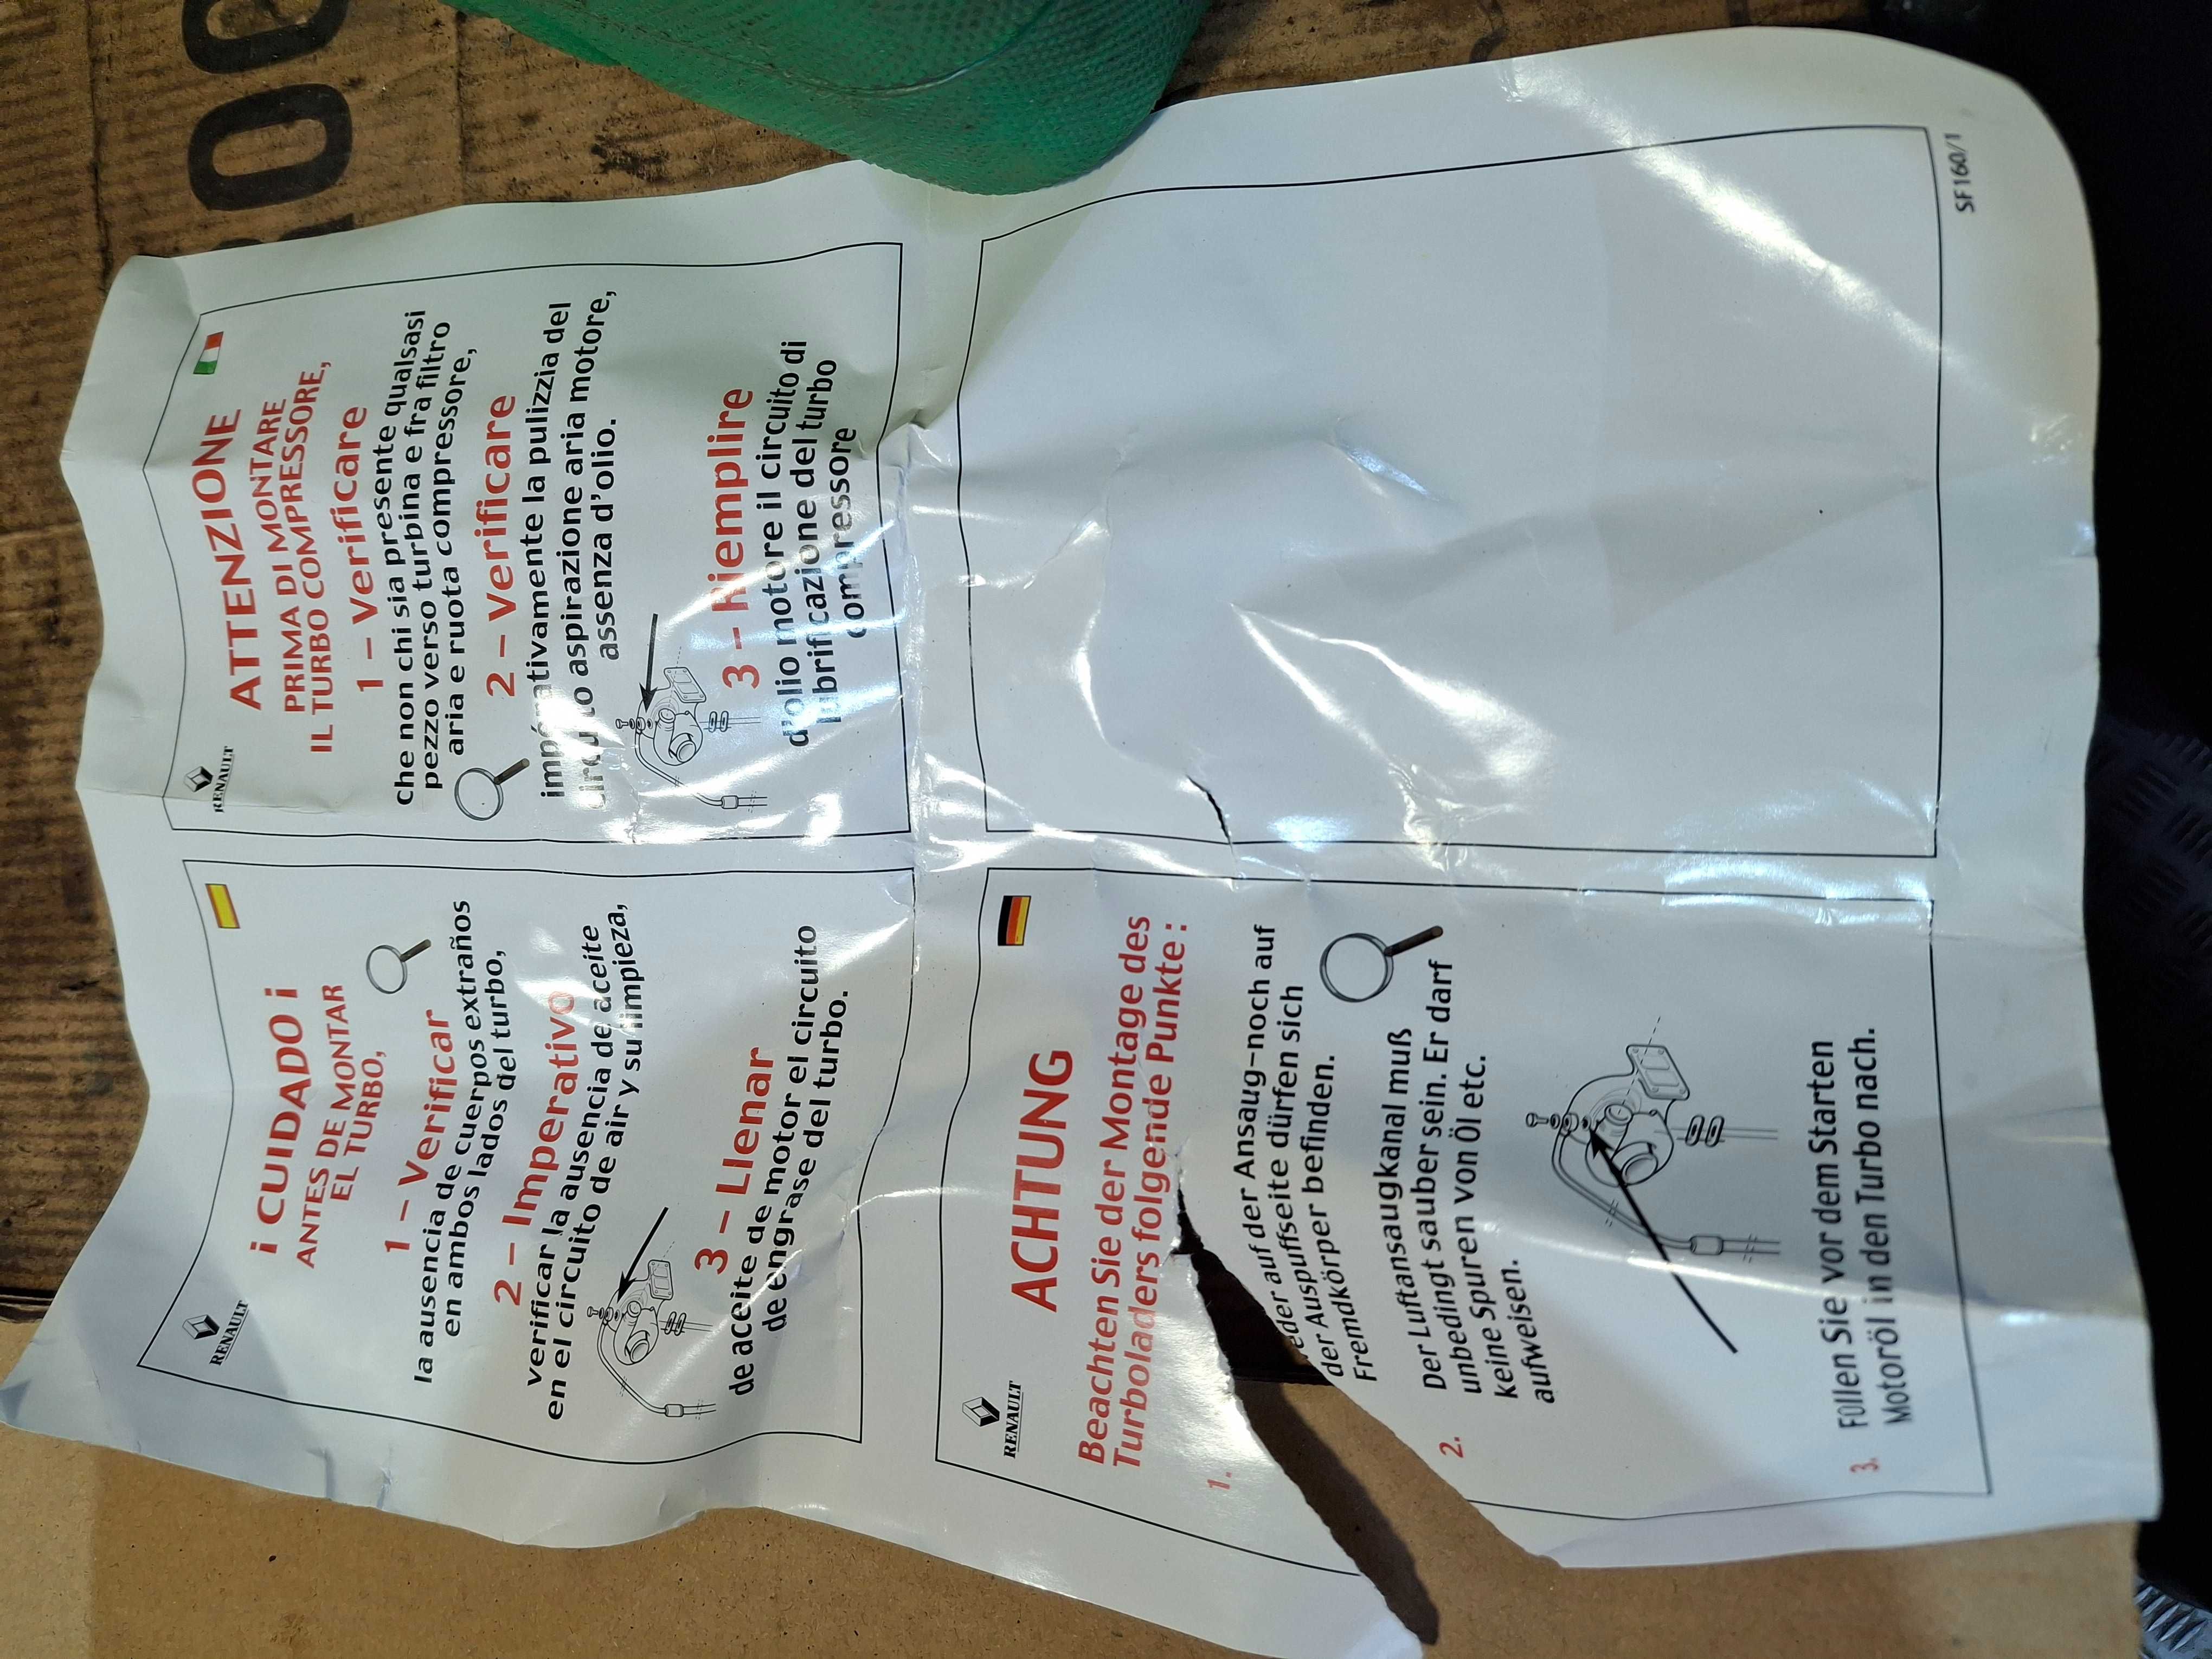 RENAULT
¡ CUIDADO ¡
ANTES DE MONTAR
EL TURBO,
1 – Verificar
la ausencia de cuerpos extraños
en ambos lados del turbo,
2 – Imperativo
verificar la ausencia de aceite
en el circuito de air y su limpieza,
3 – Llenar
de aceite de motor el circuito
de engrase del turbo.
RENAULT
ATTENZIONE
PRIMA DI MONTARE
IL TURBO COMPRESSORE,
1 – Verificare
che non chi sia presente qualsasi
pezzo verso turbina e fra filtro
aria e ruota compressore,
2 – Verificare
impérativamente la pulizzia del
circuito aspirazione aria motore,
assenza d'olio.
3 – Riemplire
d'olio motore il circuito di
lubrificazione del turbo
compressore
RENAULT
ACHTUNG
Beachten Sie der Montage des
Turboladers folgende Punkte :
1.
auf der Ansaug-noch auf
der Auspuffseite dürfen sich
Fremdkörper befinden.
2. Der Luftansaugkanal muß
unbedingt sauber sein. Er darf
keine Spuren von Öl etc.
aufweisen.
3. Füllen Sie vor dem Starten
Motoröl in den Turbo nach.
SF160/1